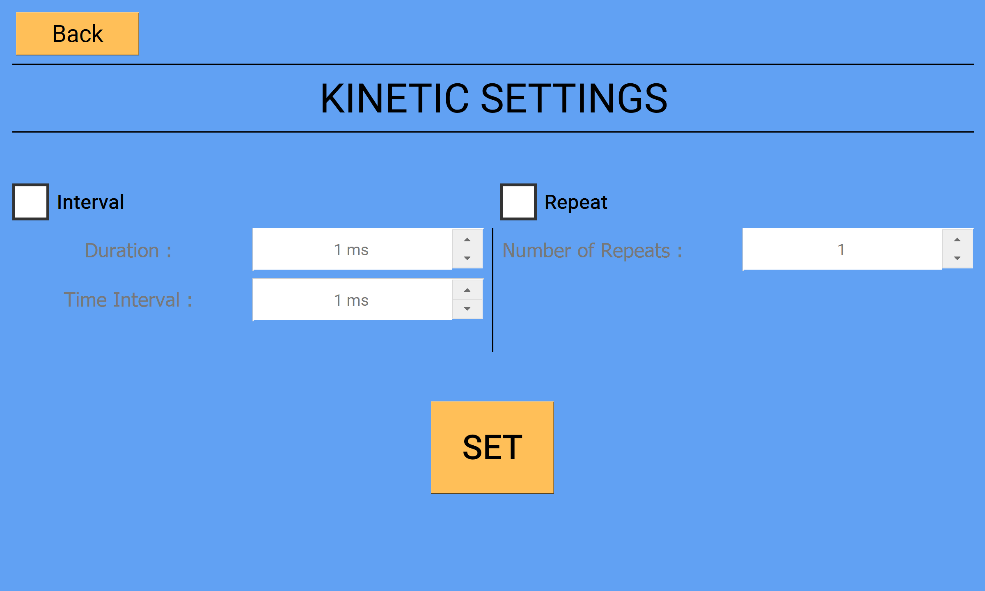 Back
KINETIC SETTINGS
Interval
Duration :
1 ms
Time Interval :
1 ms
Repeat
Number of Repeats :
1
SET